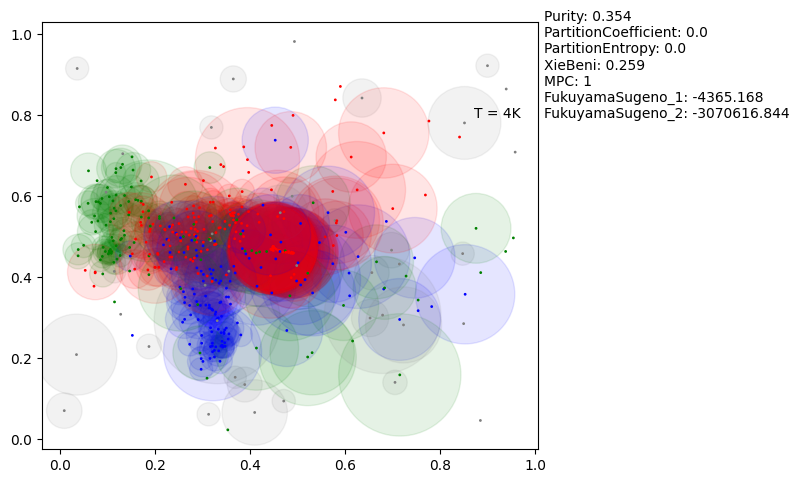 Purity: 0.354
PartitionCoefficient: 0.0
PartitionEntropy: 0.0
XieBeni: 0.259
MPC: 1
FukuyamaSugeno_1: -4365.168
FukuyamaSugeno_2: -3070616.844
T = 4K
1.0
0.8
0.6
0.4
0.2
0.0
0.0 0.2 0.4 0.6 0.8 1.0